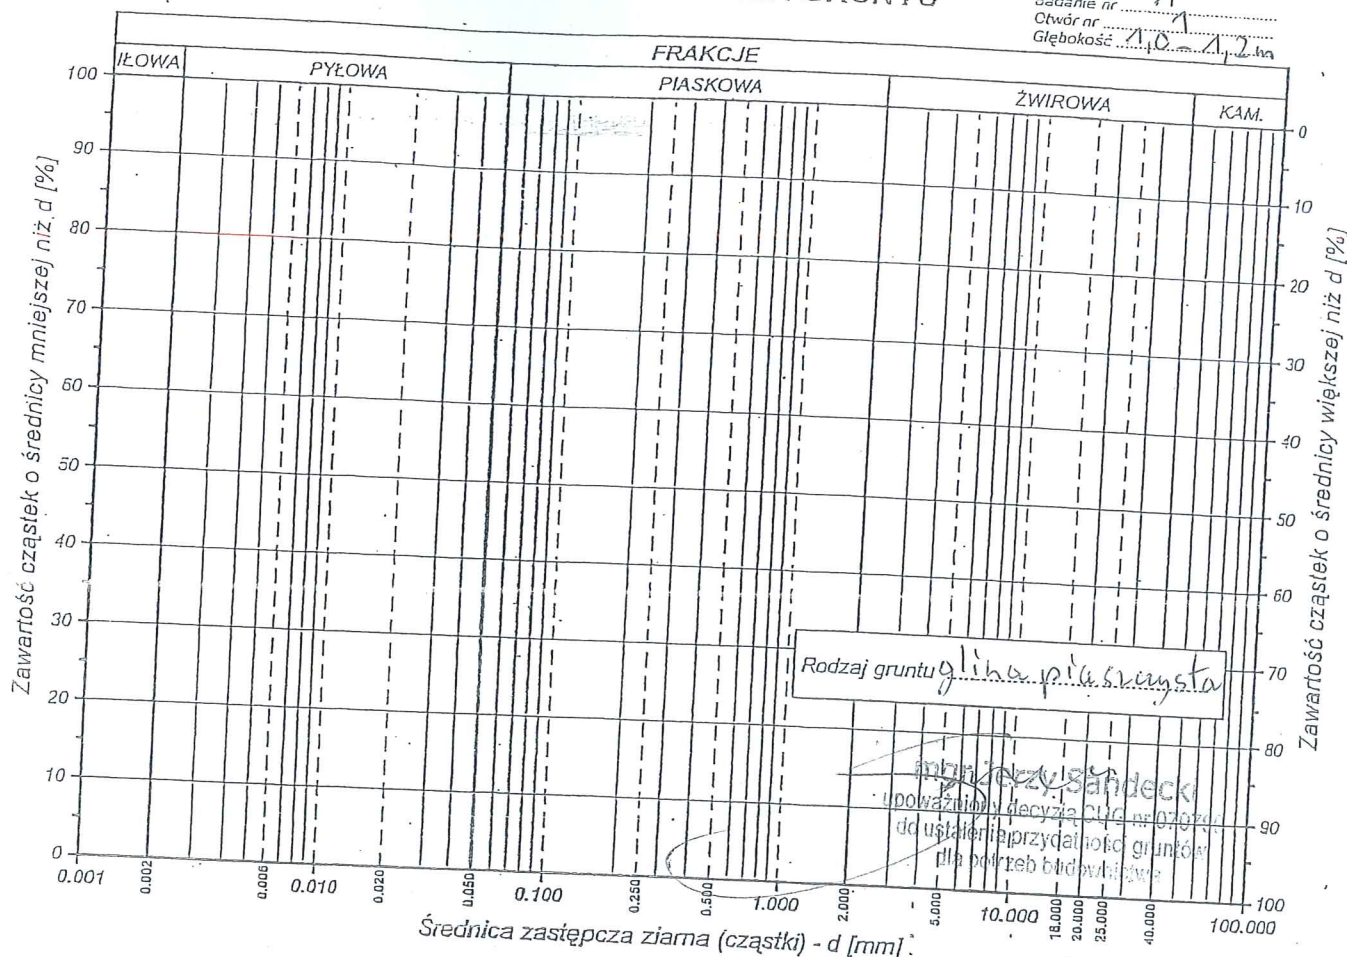 Badanie nr
Otwór nr 1
Głębokość 1,0 – 1,2 m
FRAKCJE
IŁOWA PYŁOWA PIASKOWA ŻWIROWA KAM.
Zawartość cząstek o średnicy mniejszej niż d [%]
100
90
80
70
60
50
40
30
20
10
0
0
10
20
30
40
50
60
70
80
90
100
Zawartość cząstek o średnicy większej niż d [%]
Rodzaj gruntu glina piaszczysta
mgr Jerzy Sandecki
upoważniony decyzją CUG nr
do ustalenia przydatności gruntów
dla potrzeb budownictwa
0.001 0.002 0.006 0.010 0.020 0.050 0.100 0.250 0.500 1.000 2.000 5.000 10.000 18.000 20.000 25.000 40.000 100.000
Średnica zastępcza ziarna (cząstki) - d [mm]